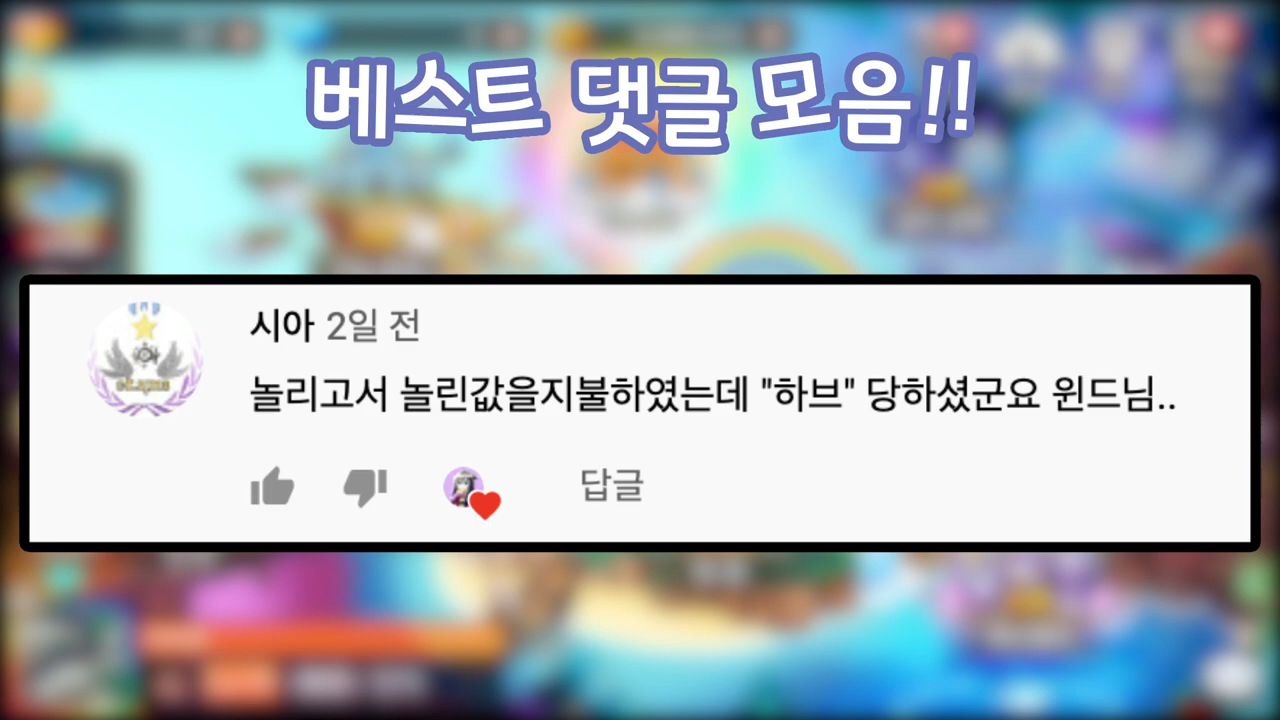 베스트 댓글 모음!!
시아 2일 전
놀리고서 놀린값을지불하였는데 "하브" 당하셨군요 윈드님..
답글